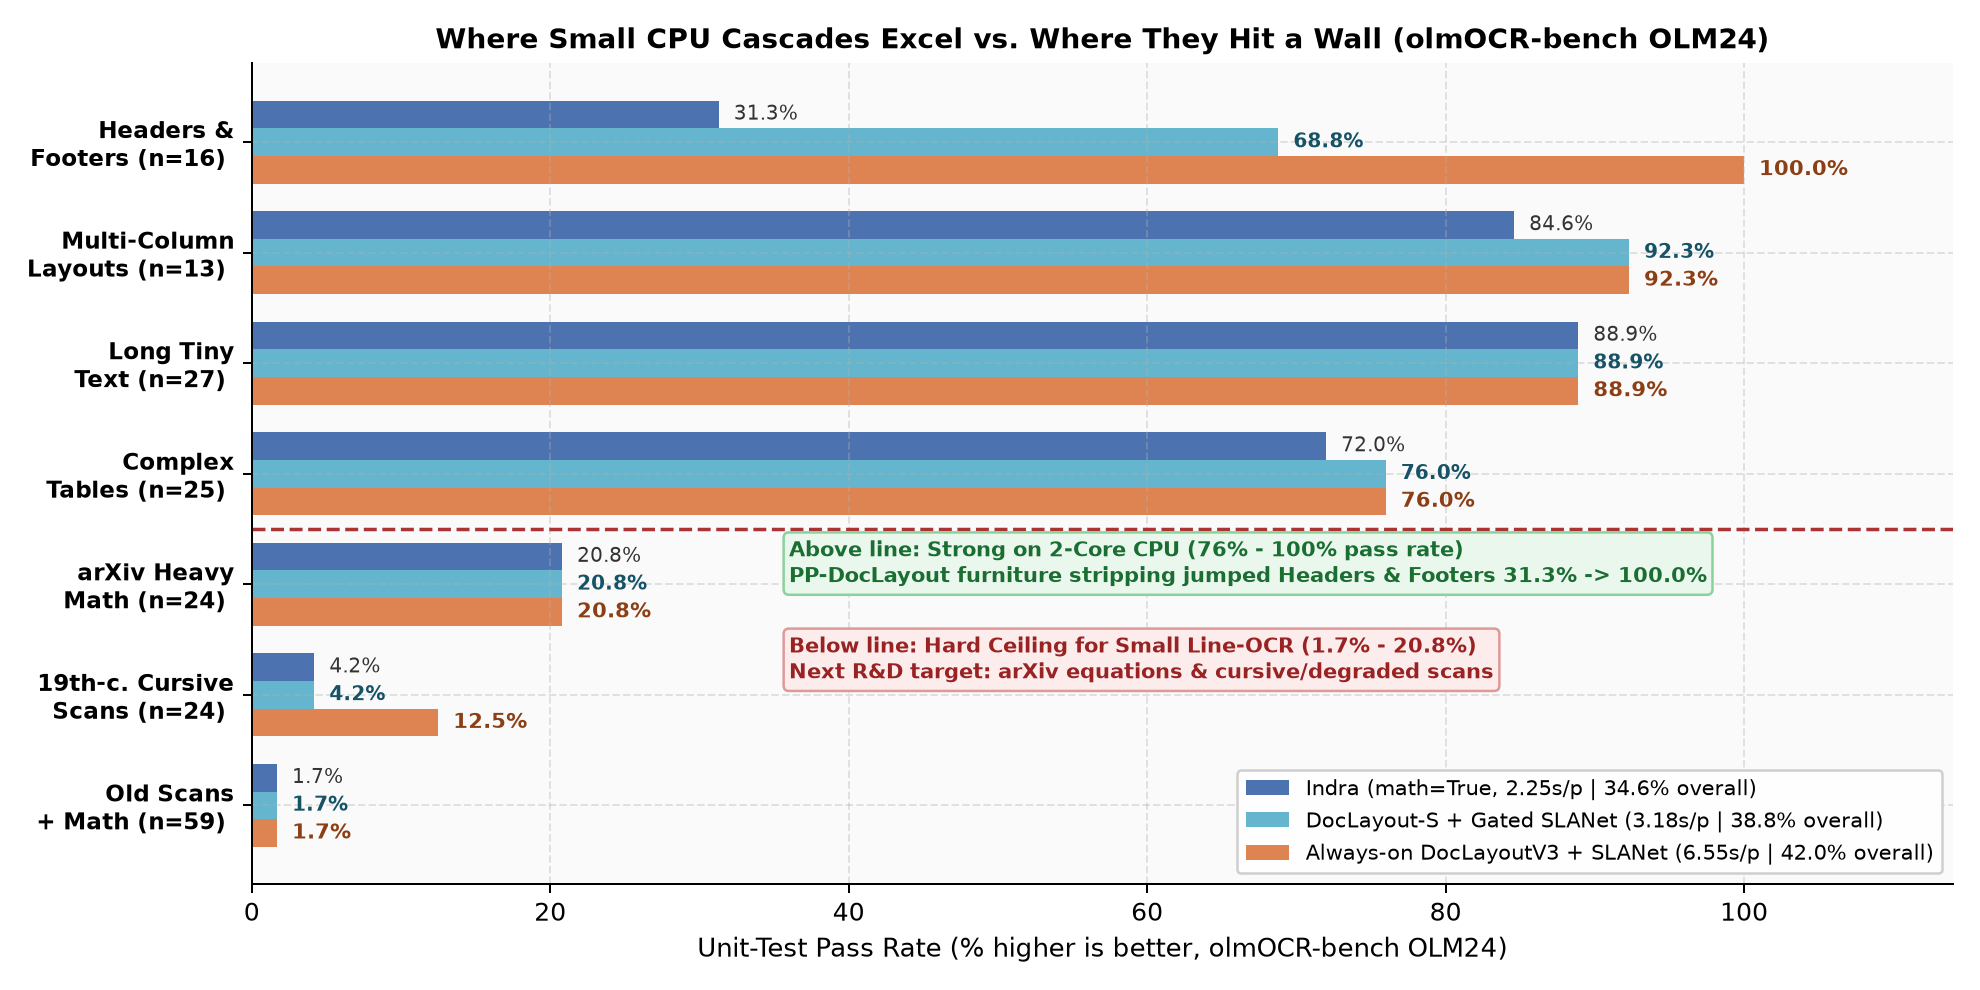 Where Small CPU Cascades Excel vs. Where They Hit a Wall (olmOCR-bench OLM24)
Headers &
Footers (n=16)
31.3%
68.8%
100.0%
Multi-Column
Layouts (n=13)
84.6%
92.3%
92.3%
Long Tiny
Text (n=27)
88.9%
88.9%
88.9%
Complex
Tables (n=25)
72.0%
76.0%
76.0%
arXiv Heavy
Math (n=24)
20.8%
20.8%
20.8%
Above line: Strong on 2-Core CPU (76% - 100% pass rate)
PP-DocLayout furniture stripping jumped Headers & Footers 31.3% -> 100.0%
Below line: Hard Ceiling for Small Line-OCR (1.7% - 20.8%)
Next R&D target: arXiv equations & cursive/degraded scans
19th-c. Cursive
Scans (n=24)
4.2%
4.2%
12.5%
Old Scans
+ Math (n=59)
1.7%
1.7%
1.7%
Indra (math=True, 2.25s/p | 34.6% overall)
DocLayout-S + Gated SLANet (3.18s/p | 38.8% overall)
Always-on DocLayoutV3 + SLANet (6.55s/p | 42.0% overall)
0 20 40 60 80 100
Unit-Test Pass Rate (% higher is better, olmOCR-bench OLM24)